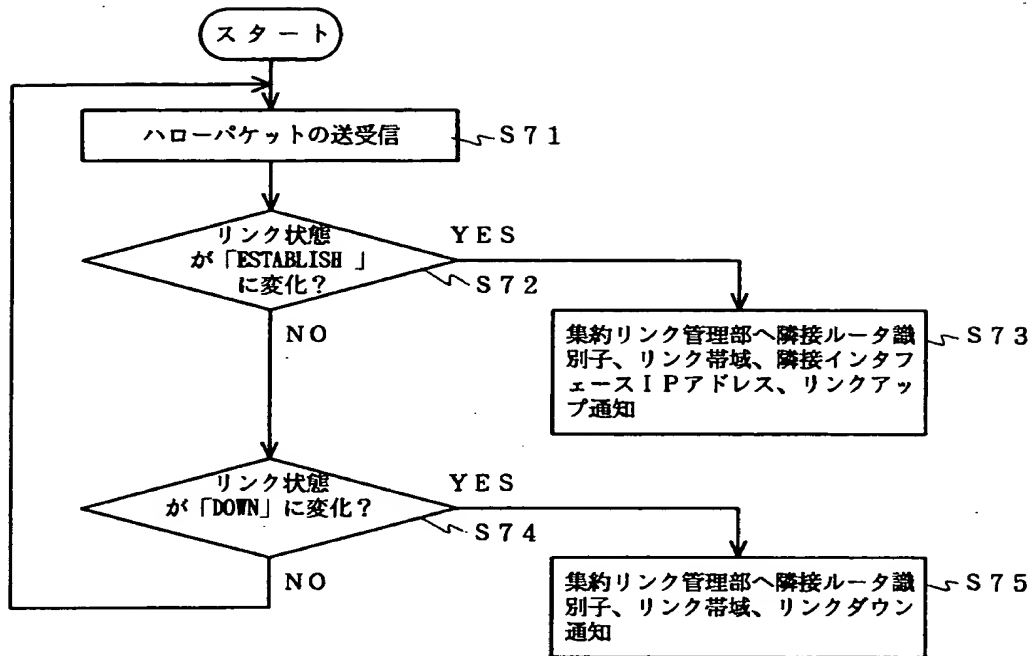 スタート
ハローパケットの送受信
S71
リンク状態
が「ESTABLISH 」
に変化?
YES
S72
NO
集約リンク管理部へ隣接ルータ識
別子、リンク帯域、隣接インタフ
ェースIPアドレス、リンクアッ
プ通知
S73
リンク状態
が「DOWN」に変化?
YES
S74
NO
集約リンク管理部へ隣接ルータ識
別子、リンク帯域、リンクダウン
通知
S75